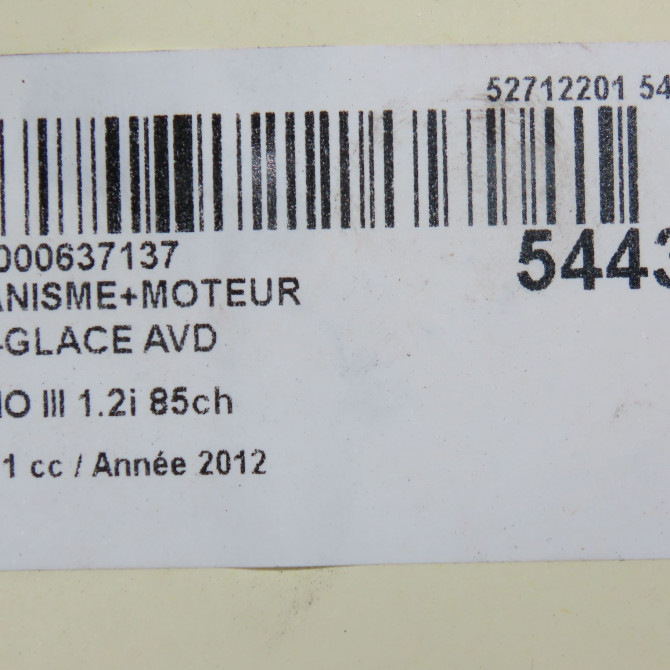 52712201 54
000637137
5443
ANISME+MOTEUR
-GLACE AVD
IO III 1.2i 85ch
1 cc / Année 2012